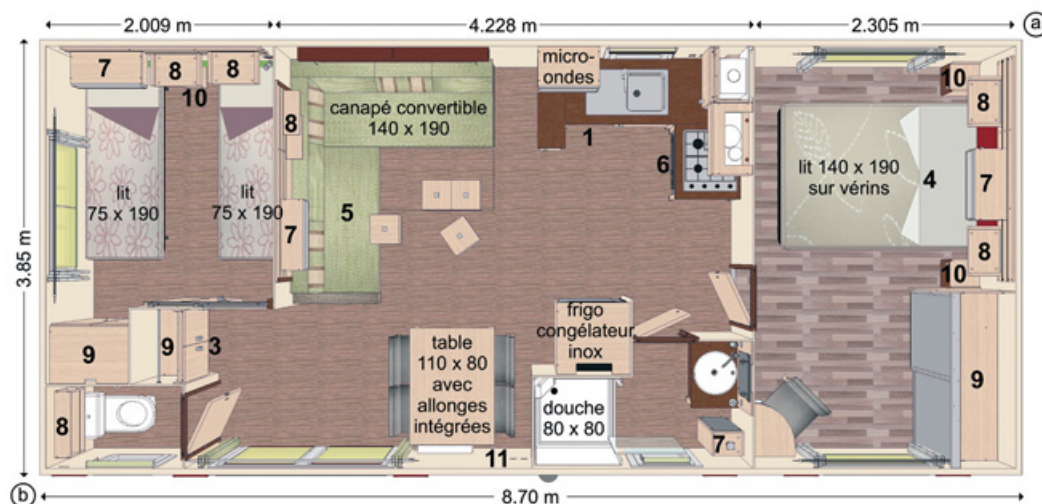 2.009 m
4.228 m
2.305 m
a
3.85 m
7
8
8
10
lit
75 x 190
lit
75 x 190
8
7
canapé convertible
140 x 190
5
micro-
ondes
1
6
10
8
lit 140 x 190
sur vérins
4
7
8
10
9
9
3
8
table
110 x 80
avec
allonges
intégrées
frigo
congélateur
inox
douche
80 x 80
7
9
11
b
8.70 m